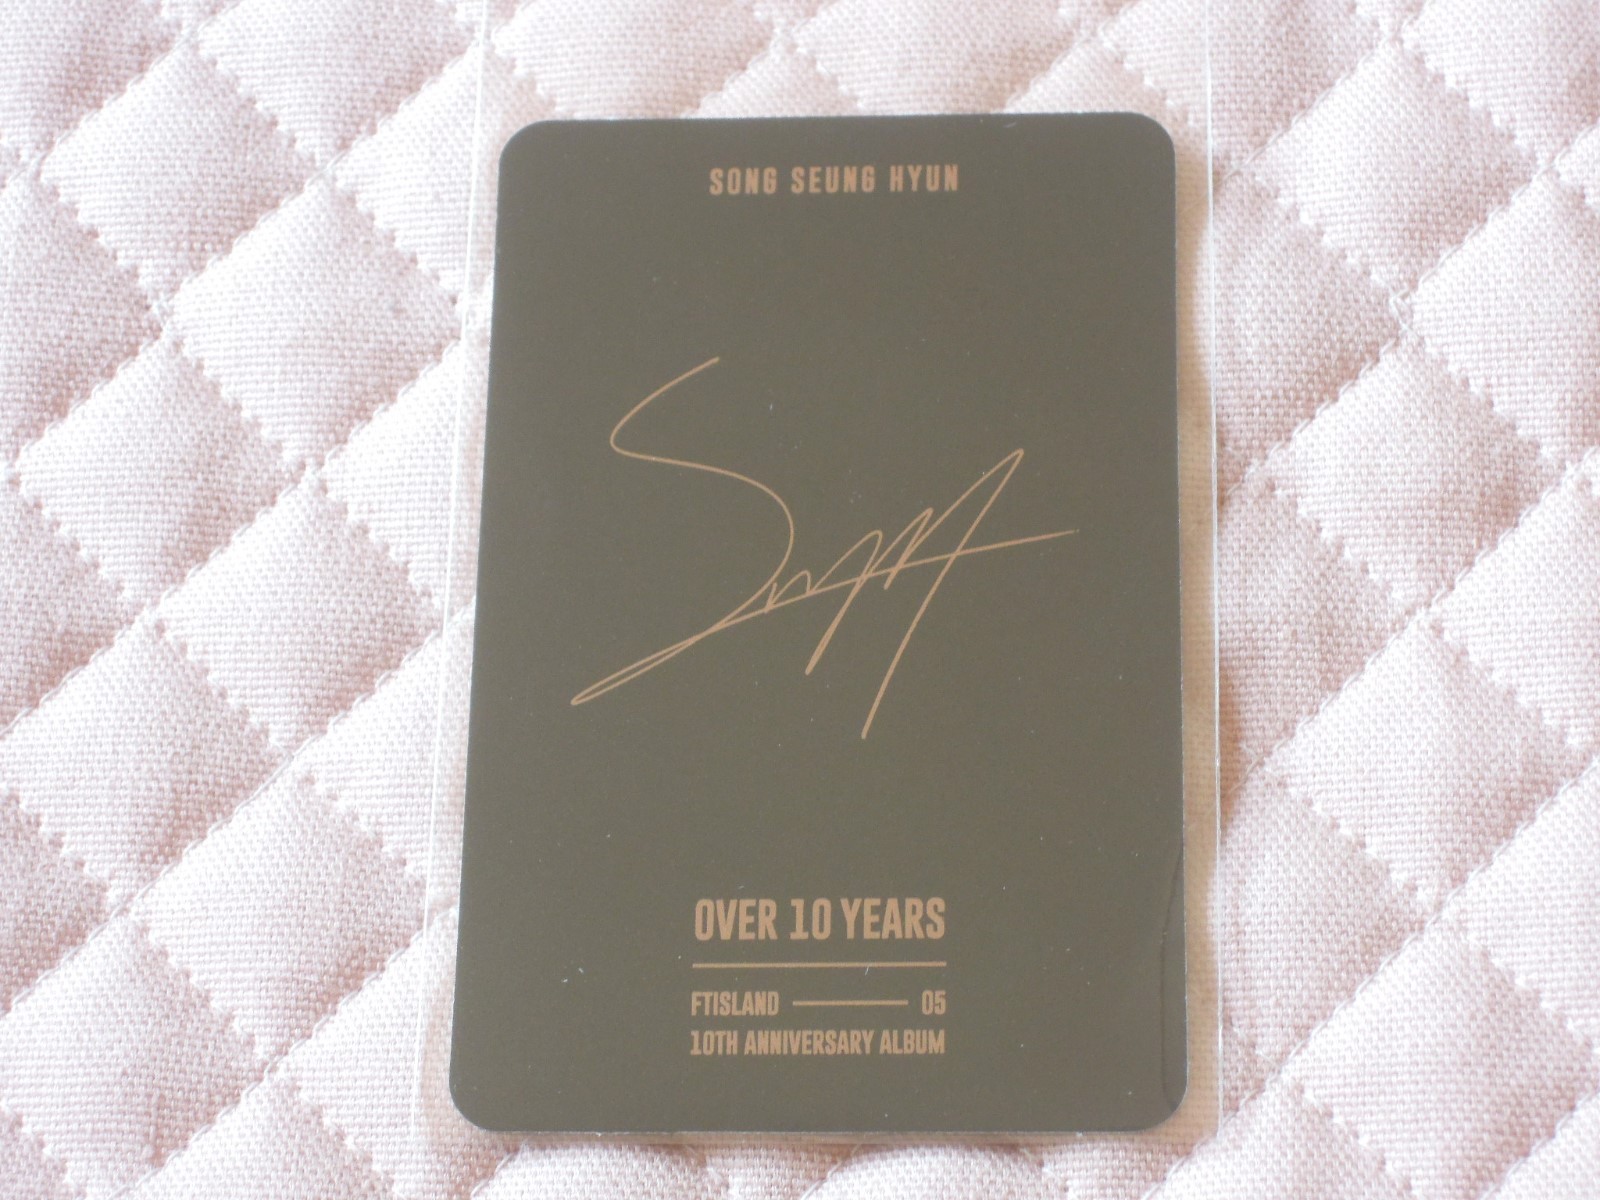 SONG SEUNG HYUN
OVER 10 YEARS
FTISLAND 05
10TH ANNIVERSARY ALBUM